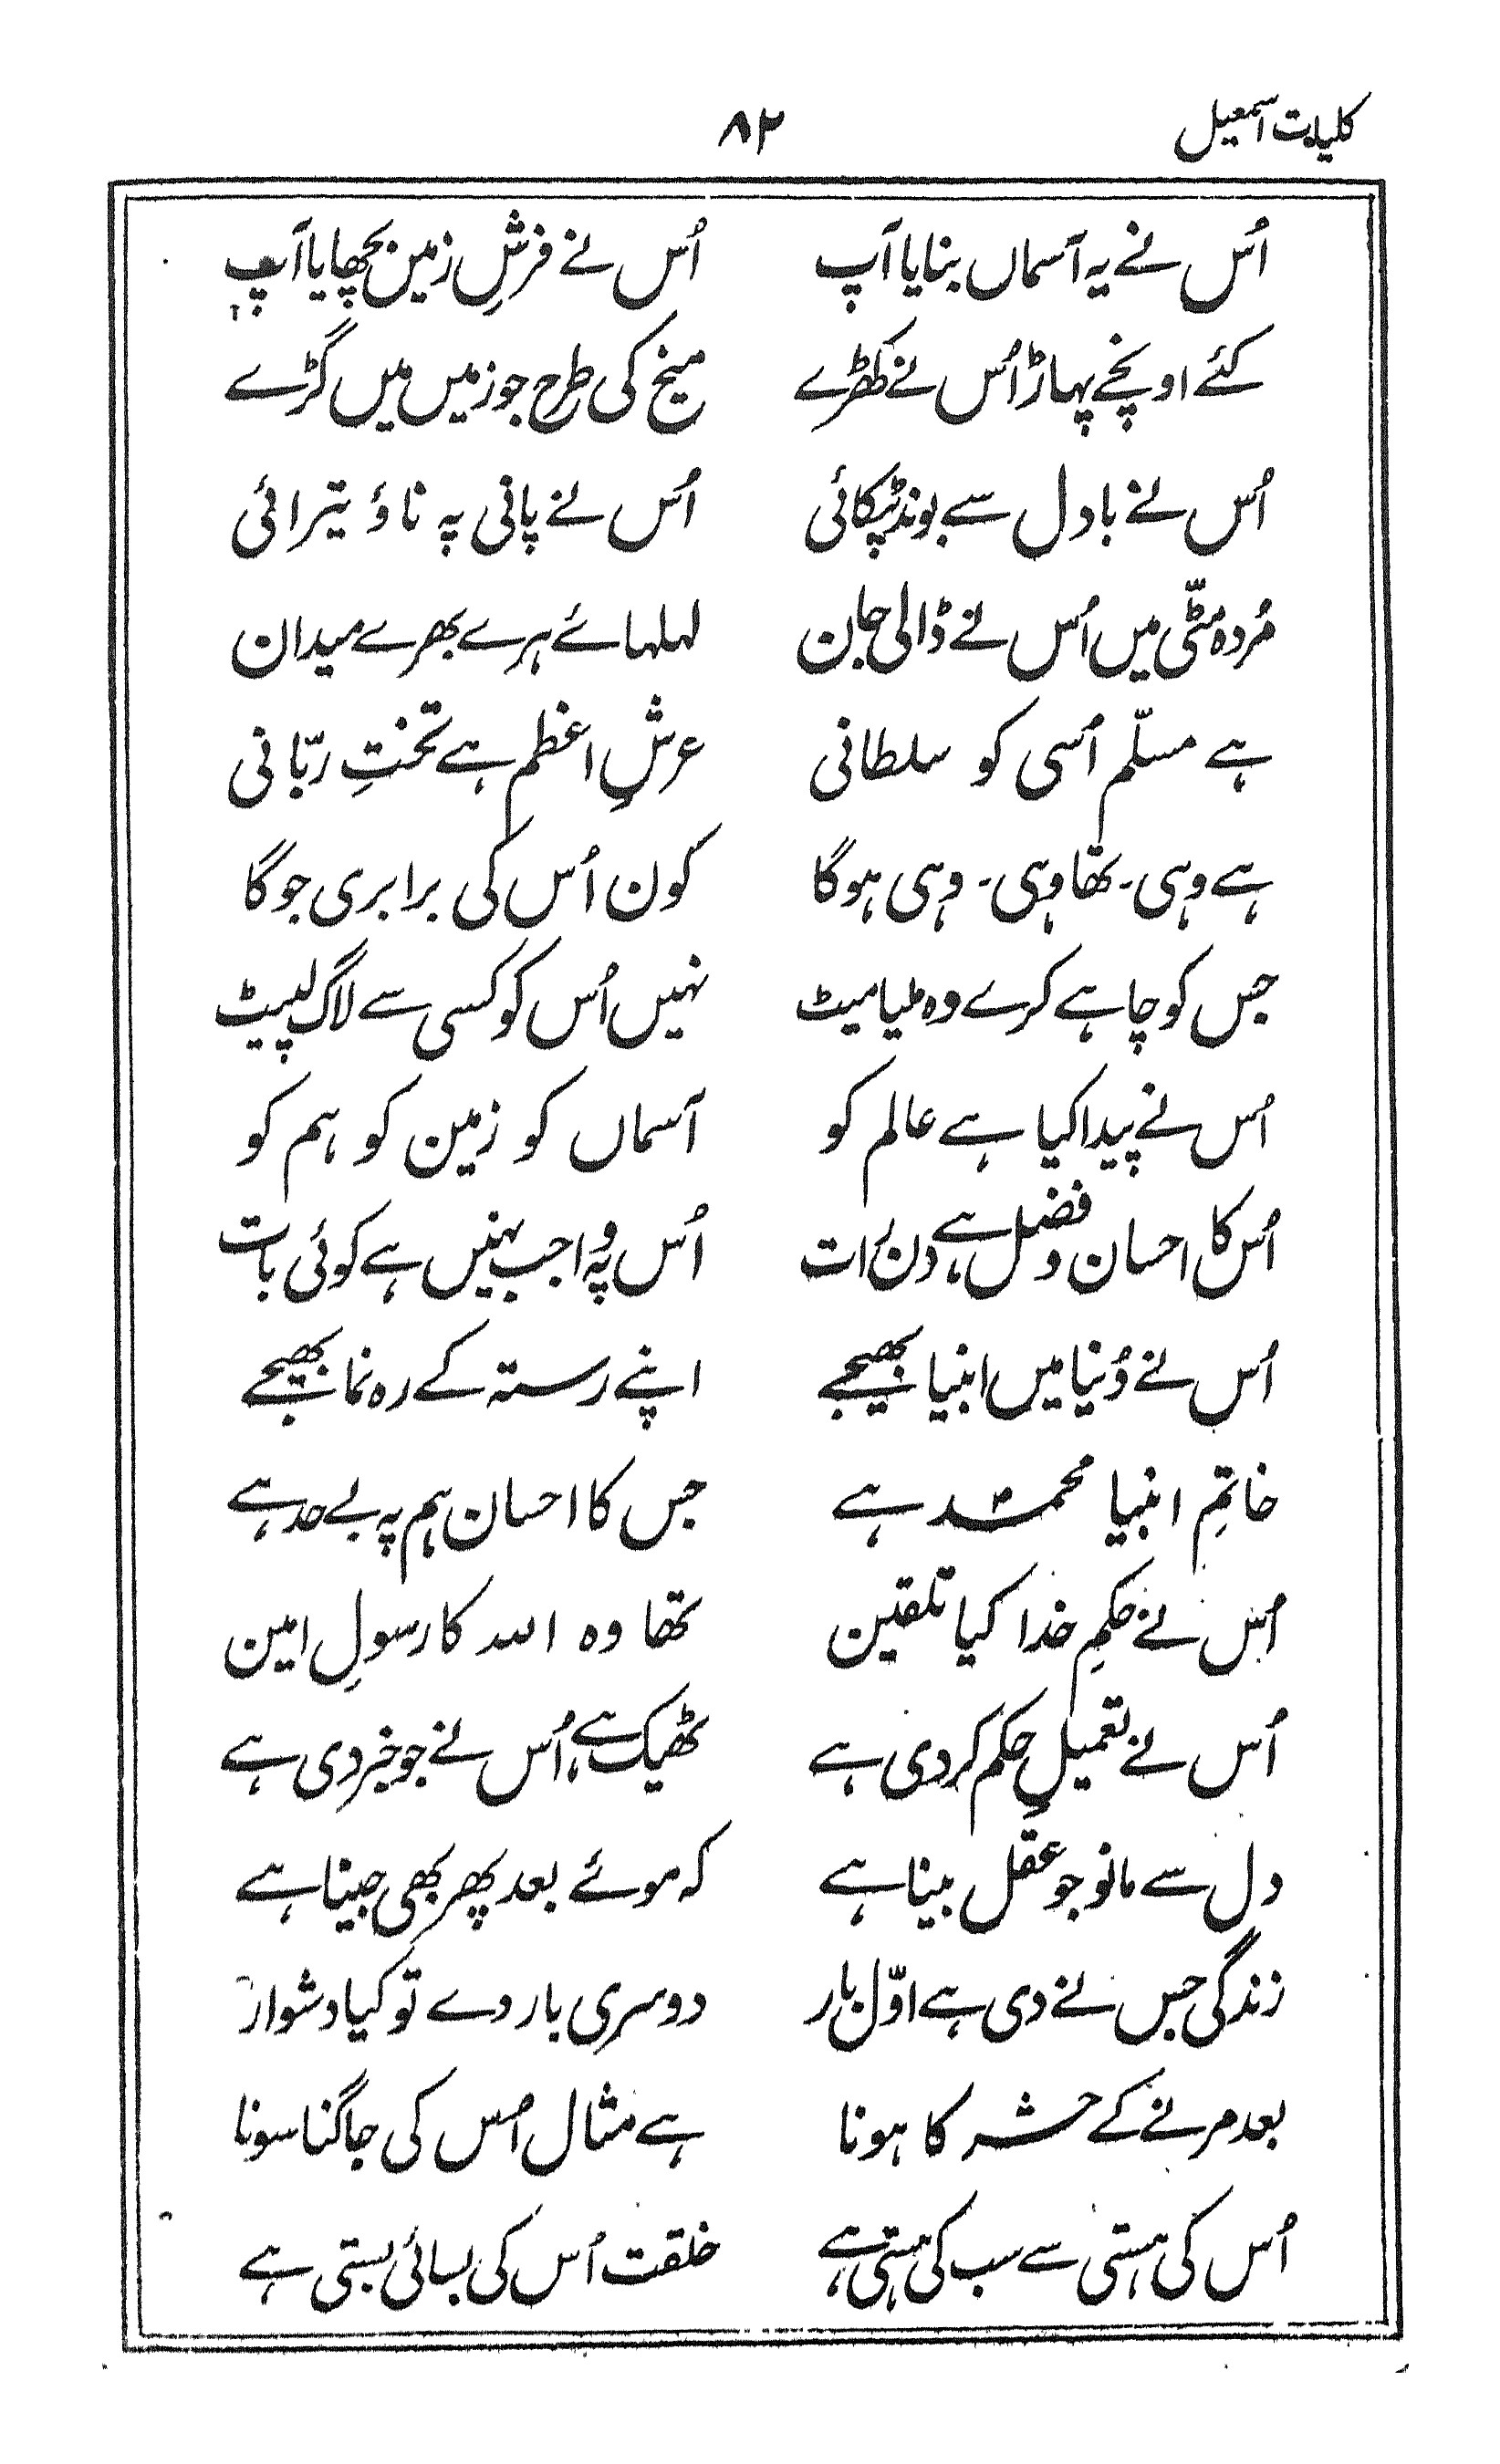 کلیات اسمعیل ۸۲
اُس نے یہ آسماں بنایا آپ اُس نے فرشِ زمین بچھایا آپ
کئے اونچے پہاڑ اُس نے کھڑے میخ کی طرح جو زمیں میں گڑے
اُس نے بادل سے بوند ٹپکائی اُس نے پانی پہ ناؤ تیرائی
مُردہ مٹّی میں اُس نے ڈالی جان لہلہائے ہرے بھرے میدان
ہے مسلّم اُسی کو سلطانی عرشِ اعظم ہے تختِ ربّانی
ہے وہی۔ تھا وہی۔ وہی ہوگا کون اُس کی برابری جوگا
جس کو چاہے کرے وہ ملیامیٹ نہیں اُس کو کسی سے لاگ لپیٹ
اُس نے پیدا کیا ہے عالم کو آسماں کو زمین کو ہم کو
اُس کا احسان و فضل ہے، دن رات اُس پہ واجب نہیں ہے کوئی بات
اُس نے دُنیا میں انبیا بھیجے اپنے رستہ کے رہ نما بھیجے
خاتمِ انبیا محمدؐ ہے جس کا احسان ہم پہ بے حد ہے
اُس نے حکمِ خدا کیا تلقین تھا وہ اللہ کا رسولِ امین
اُس نے تعمیلِ حکم کر دی ہے ٹھیک ہے، اُس نے جو خبر دی ہے
دل سے مانو جو عقل بینا ہے کہ موئے بعد پھر بھی جینا ہے
زندگی جس نے دی ہے اوّل بار دوسری بار دے تو کیا دشوار
بعد مرنے کے حشر کا ہونا ہے مثال اُس کی جاگنا سونا
اُس کی ہستی سے سب کی ہستی ہے خلقت اُس کی بسائی بستی ہے